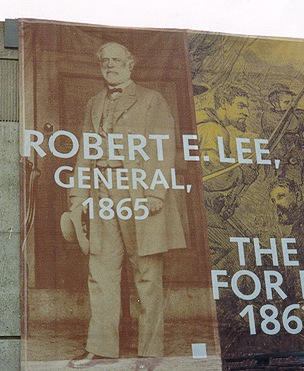 ROBERT E. LEE,
GENERAL,
1865
THE
FOR
186